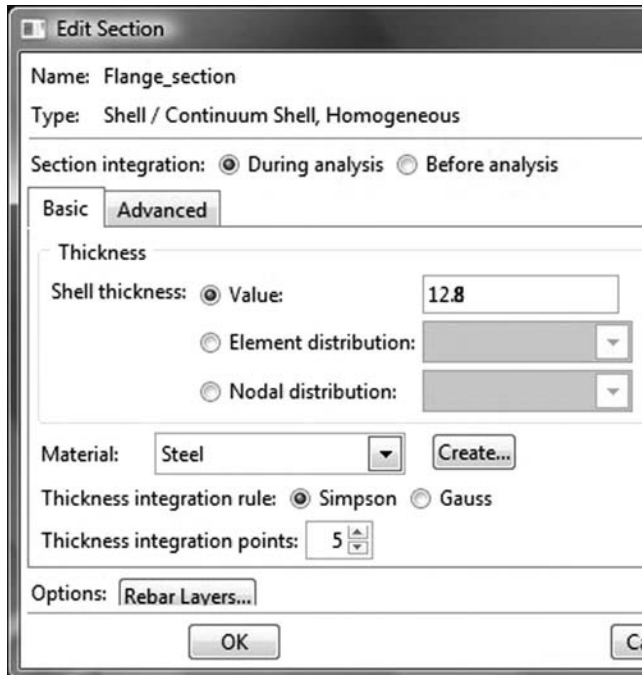 Edit Section
Name: Flange_section
Type: Shell / Continuum Shell, Homogeneous
Section integration: During analysis Before analysis
Basic Advanced
Thickness
Shell thickness: Value: 12.8
Element distribution:
Nodal distribution:
Material: Steel Create...
Thickness integration rule: Simpson Gauss
Thickness integration points: 5
Options: Rebar Layers...
OK Ca